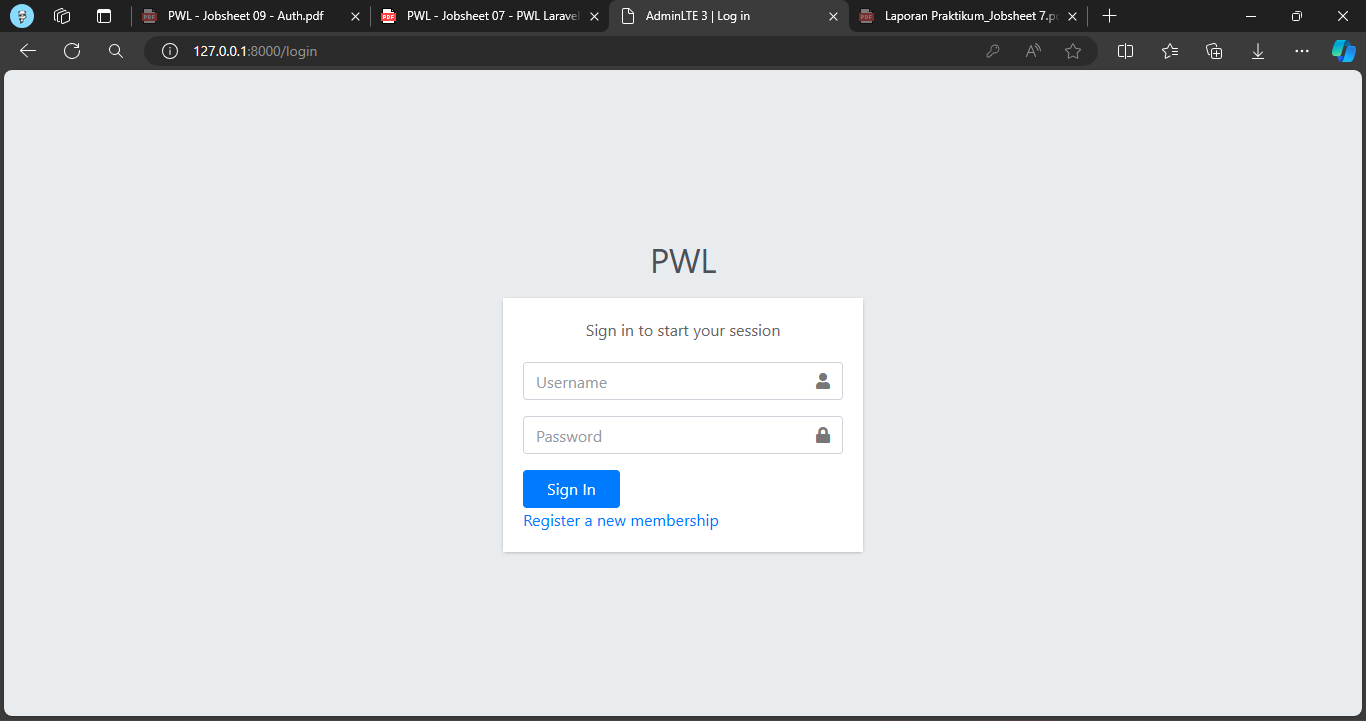 PWL - Jobsheet 09 - Auth.pdf
PWL - Jobsheet 07 - PWL Larave
AdminLTE 3 | Log in
Laporan Praktikum_Jobsheet 7.p
127.0.0.1:8000/login
PWL
Sign in to start your session
Username
Password
Sign In
Register a new membership